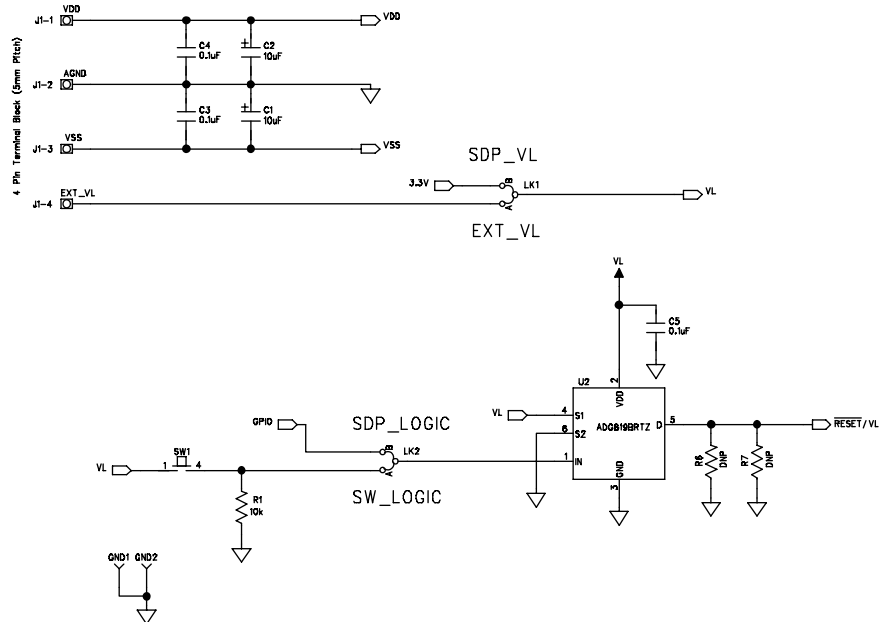 4 Pin Terminal Block (5mm Pitch)
J1-1
VDD
VDD
C4
0.1uF
C2
10uF
+
J1-2
AGND
C3
0.1uF
C1
10uF
+
J1-3
VSS
VSS
SDP_VL
3.3V
B
LK1
VL
J1-4
EXT_VL
A
EXT_VL
VL
C5
0.1uF
U2
2
VDD
VL
4
S1
ADG819BRTZ
D
5
RESET/VL
6
S2
GPIO
SDP_LOGIC
B
LK2
1
IN
GND
3
R6
DNP
R7
DNP
VL
SW1
1
4
A
SW_LOGIC
R1
10k
GND1
GND2